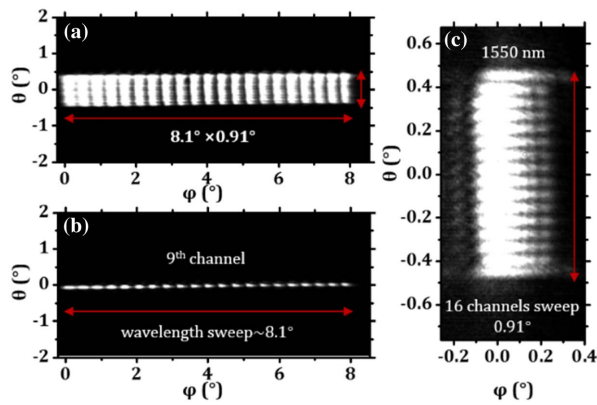 (a)
θ (°)
2
1
0
-1
-2
8.1° ×0.91°
0 2 4 6 8
φ (°)
(b)
θ (°)
2
1
0
-1
-2
9th channel
wavelength sweep~8.1°
0 2 4 6 8
φ (°)
(c)
1550 nm
θ (°)
0.6
0.4
0.2
0.0
-0.2
-0.4
-0.6
16 channels sweep
0.91°
-0.2 0.0 0.2 0.4
φ (°)